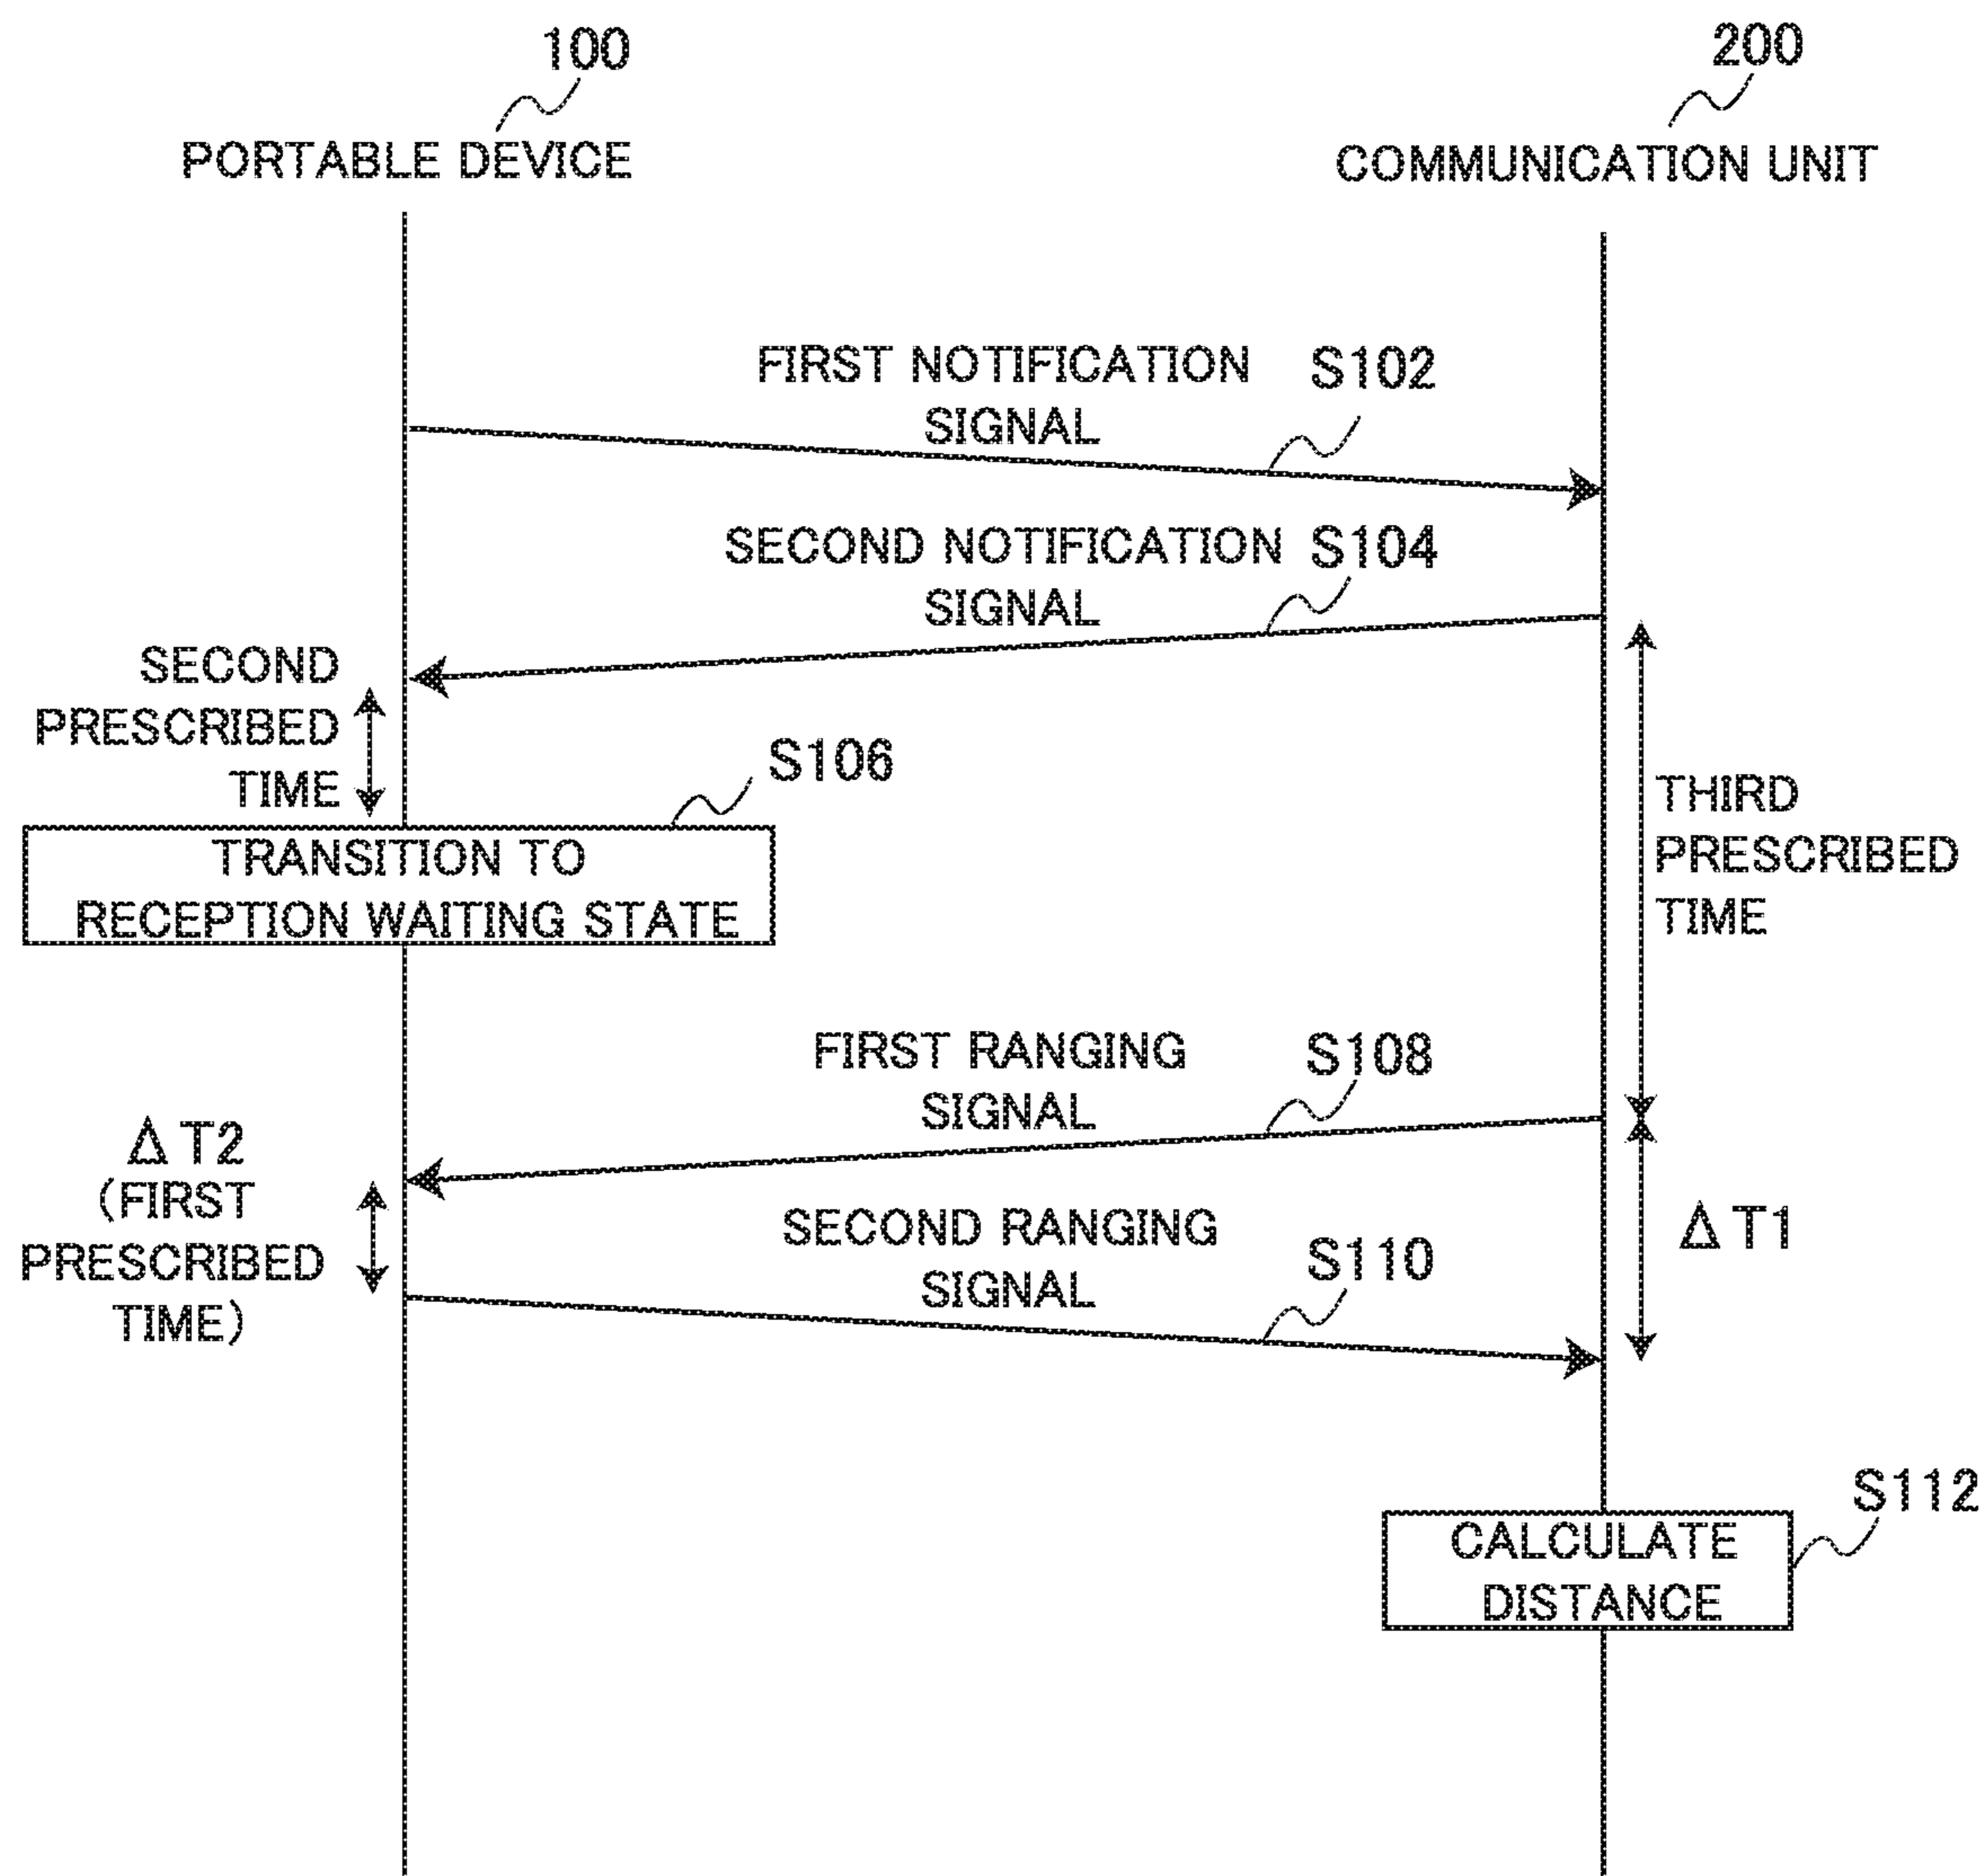 100
200
PORTABLE DEVICE
COMMUNICATION UNIT
FIRST NOTIFICATION
SIGNAL
S102
SECOND NOTIFICATION
SIGNAL
S104
SECOND
PRESCRIBED
TIME
S106
TRANSITION TO
RECEPTION WAITING STATE
THIRD
PRESCRIBED
TIME
FIRST RANGING
SIGNAL
S108
ΔT2
(FIRST
PRESCRIBED
TIME)
SECOND RANGING
SIGNAL
S110
ΔT1
S112
CALCULATE
DISTANCE